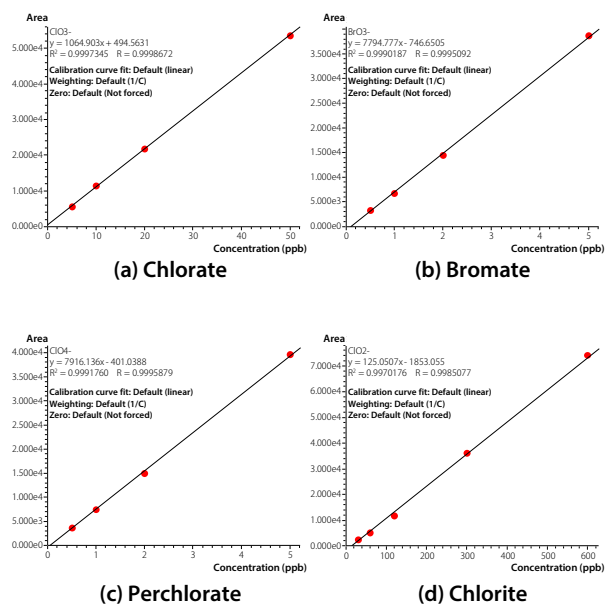 Area
ClO3-
y = 1064.903x + 494.5631
R² = 0.9997345 R = 0.9998672
Calibration curve fit: Default (linear)
Weighting: Default (1/C)
Zero: Default (Not forced)
5.000e4
4.000e4
3.000e4
2.000e4
1.000e4
0.000e0
0 10 20 30 40 50
Concentration (ppb)
(a) Chlorate
Area
BrO3-
y = 7794.777x - 746.6505
R² = 0.9990187 R = 0.9995092
Calibration curve fit: Default (linear)
Weighting: Default (1/C)
Zero: Default (Not forced)
3.500e4
3.000e4
2.500e4
2.000e4
1.500e4
1.000e4
5.000e3
0.000e0
0 1 2 3 4 5
Concentration (ppb)
(b) Bromate
Area
ClO4-
y = 7916.136x - 401.0388
R² = 0.9991760 R = 0.9995879
Calibration curve fit: Default (linear)
Weighting: Default (1/C)
Zero: Default (Not forced)
4.000e4
3.500e4
3.000e4
2.500e4
2.000e4
1.500e4
1.000e4
5.000e3
0.000e0
0 1 2 3 4 5
Concentration (ppb)
(c) Perchlorate
Area
ClO2-
y = 125.0507x - 1853.055
R² = 0.9970176 R = 0.9985077
Calibration curve fit: Default (linear)
Weighting: Default (1/C)
Zero: Default (Not forced)
7.000e4
6.000e4
5.000e4
4.000e4
3.000e4
2.000e4
1.000e4
0.000e0
0 100 200 300 400 500 600
Concentration (ppb)
(d) Chlorite